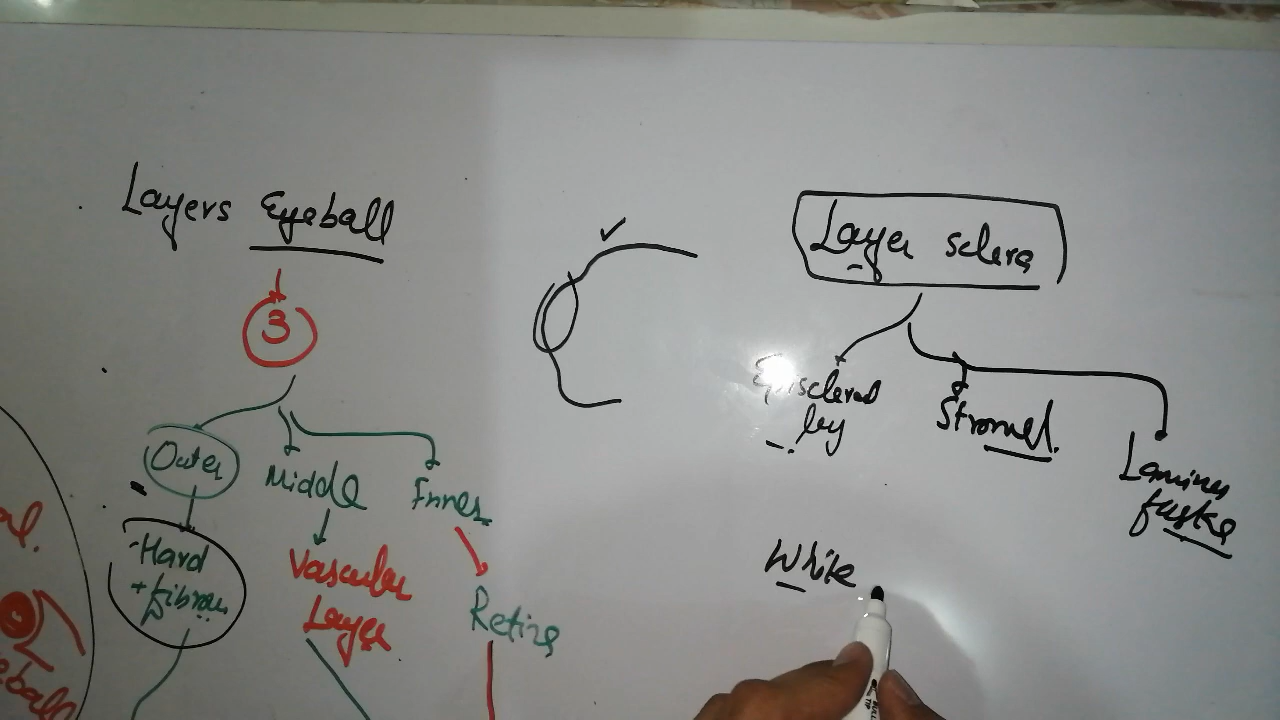 Layers Eyeball
3
Outer
Middle
Inner
Hard
+ fibrous
Vascular
Layer
Retina
Layer sclera
Episcleral
lay
Stromal.
Lamina
fuska
White
eball